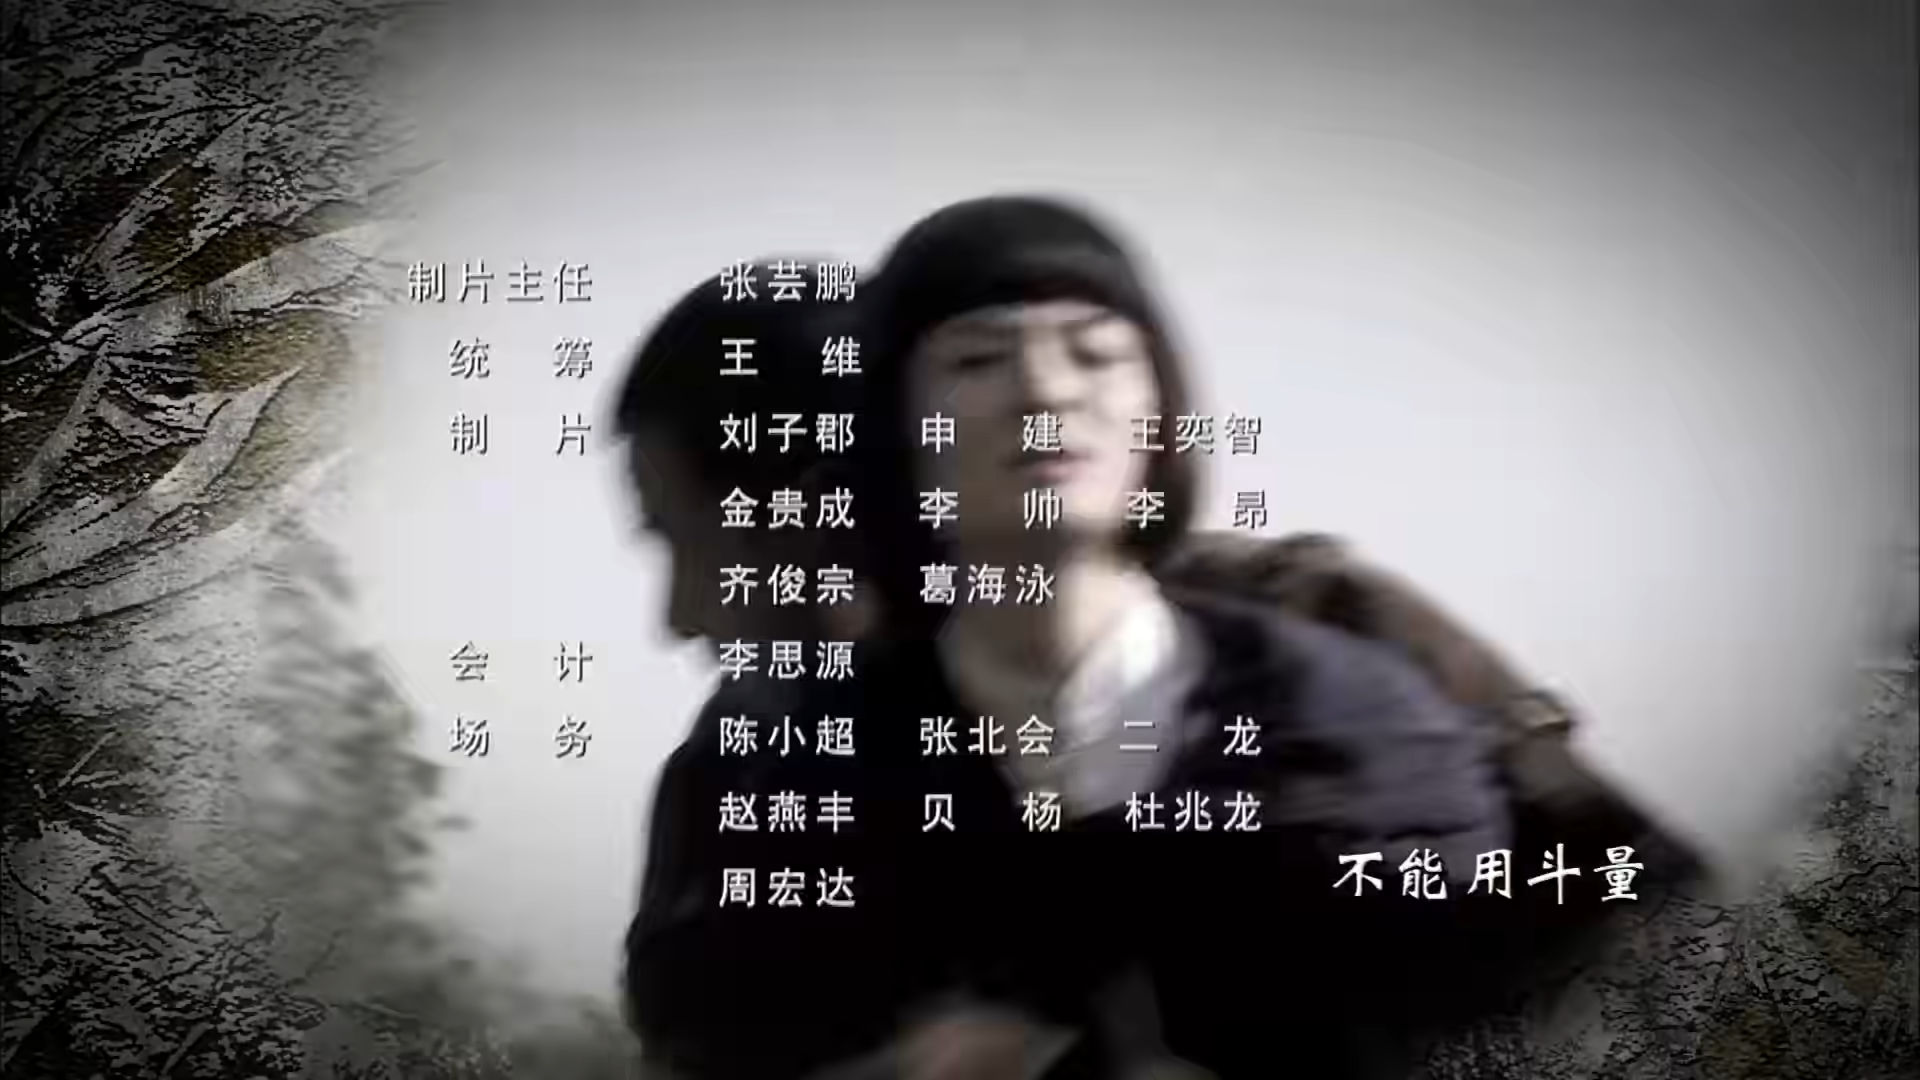 制片主任 张芸鹏
统筹 王维
制片 刘子郡 申建 王奕智
金贵成 李帅 李昂
齐俊宗 葛海泳
会计 李思源
场务 陈小超 张北会 二龙
赵燕丰 贝杨 杜兆龙
周宏达
不能用斗量